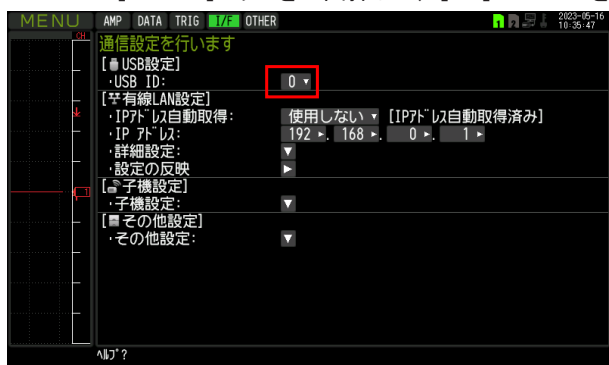 MENU AMP DATA TRIG I/F OTHER 2023-05-16
10:35:47
CH
通信設定を行います
[USB設定]
・USB ID: 0
[有線LAN設定]
・IPアドレス自動取得: 使用しない [IPアドレス自動取得済み]
・IP アドレス: 192 . 168 . 0 . 1
・詳細設定:
・設定の反映
[子機設定]
・子機設定:
[その他設定]
・その他設定:
ヘルプ?